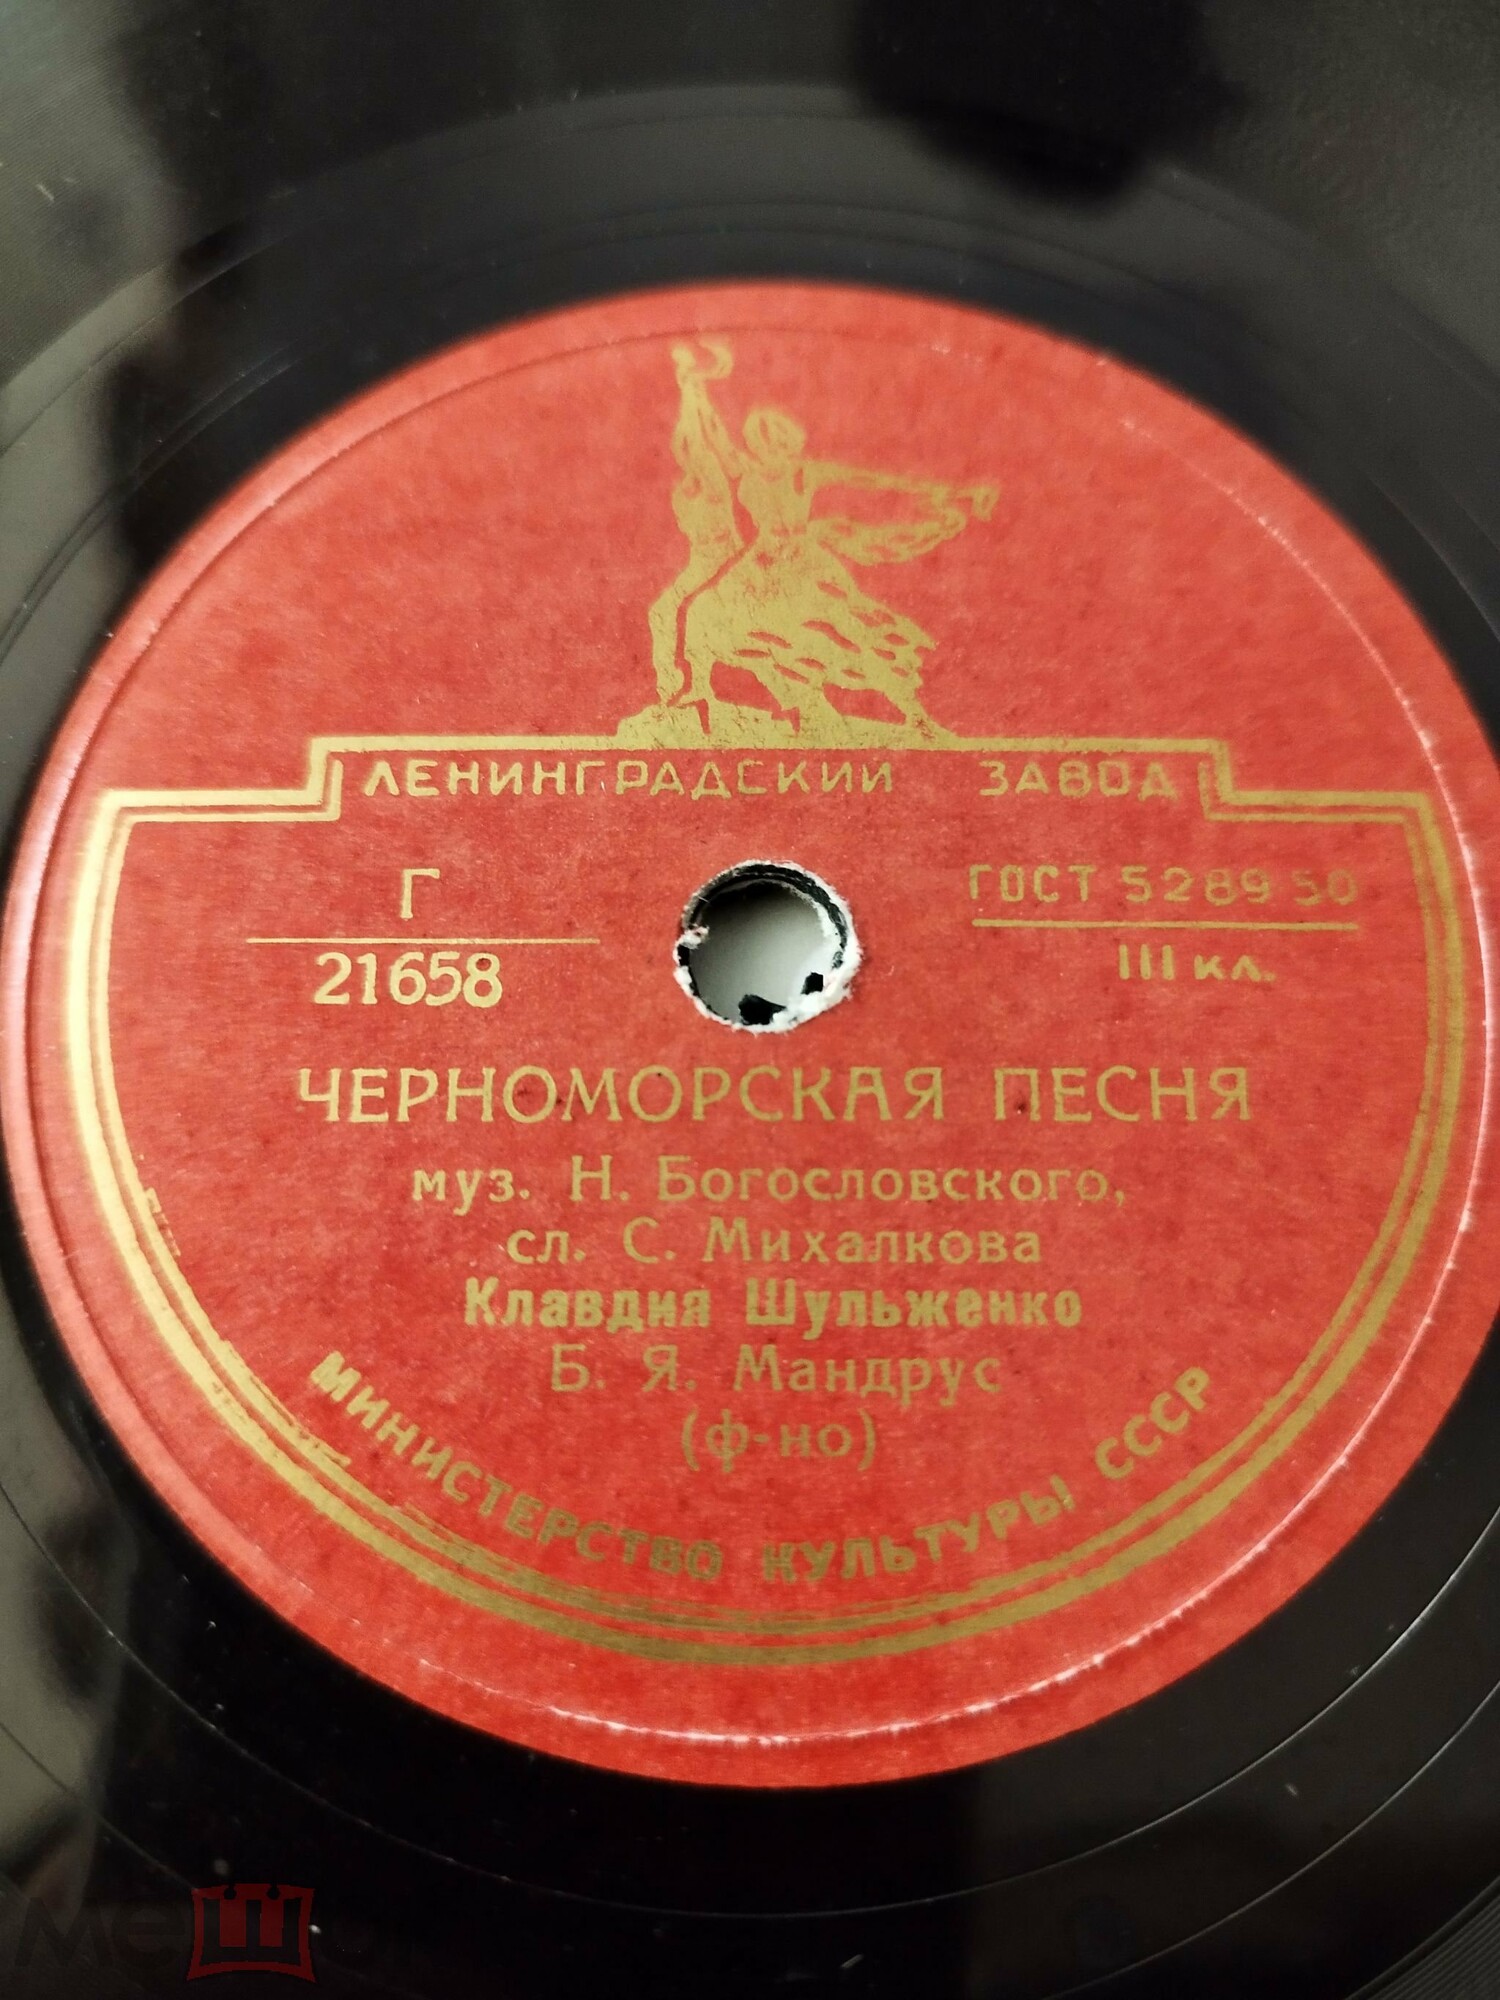 ЛЕНИНГРАДСКИЙ ЗАВОД
Г
21658
ГОСТ 5289 50
III кл.
ЧЕРНОМОРСКАЯ ПЕСНЯ
муз. Н. Богословского,
сл. С. Михалкова
Клавдия Шульженко
Б. Я. Мандрус
(ф-но)
МИНИСТЕРСТВО КУЛЬТУРЫ СССР